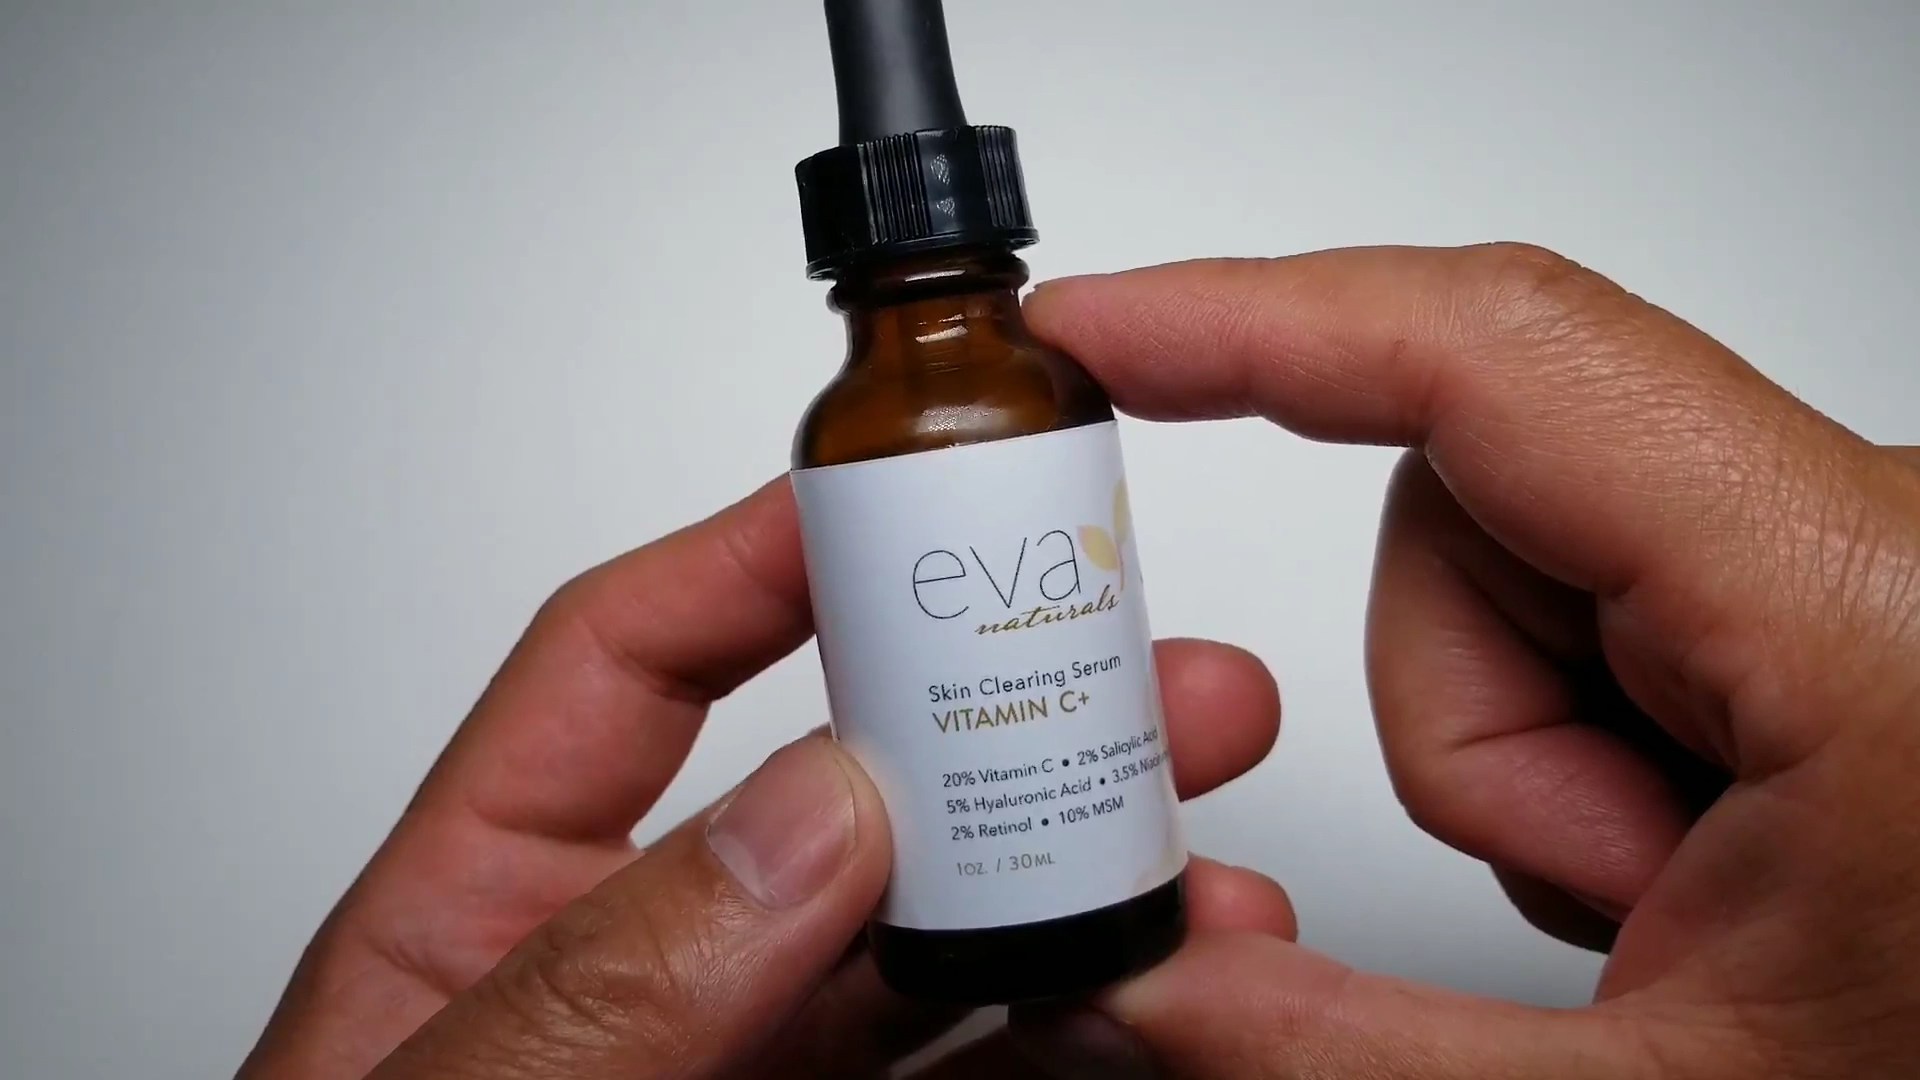 eva
naturals
Skin Clearing Serum
VITAMIN C+
20% Vitamin C • 2% Salicylic Acid
5% Hyaluronic Acid • 3.5%
2% Retinol • 10% MSM
1OZ. / 30ML